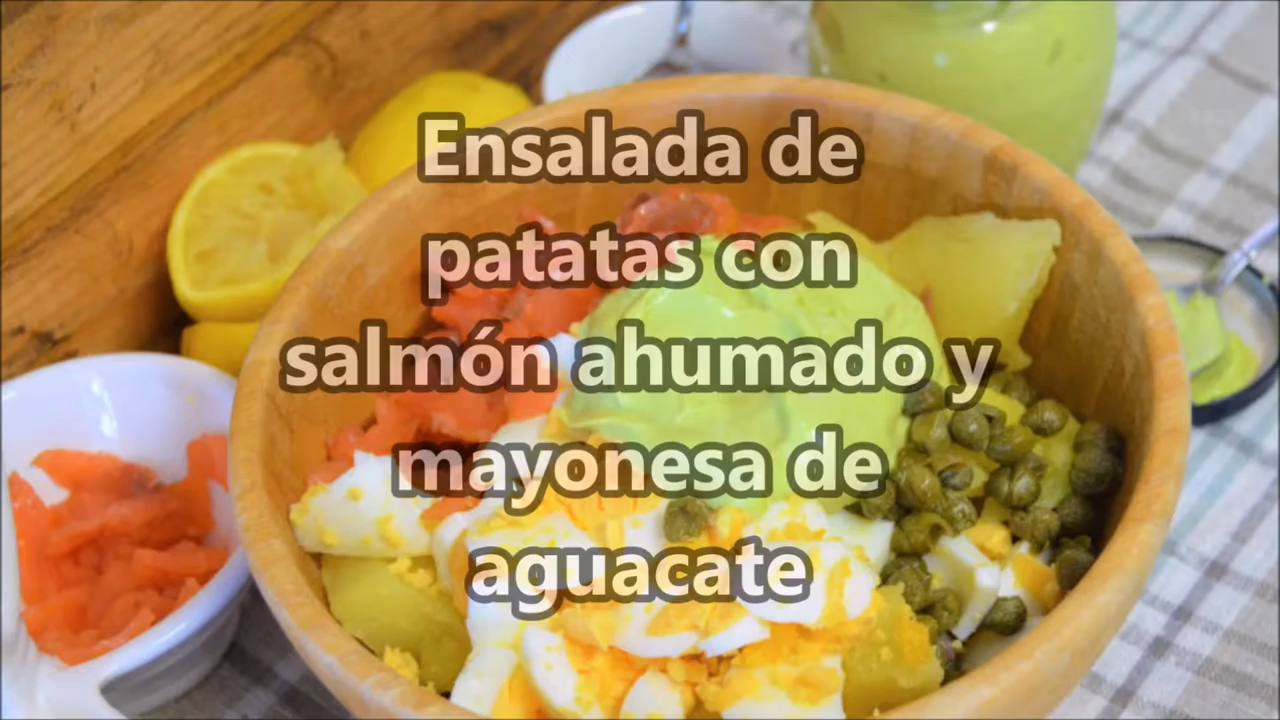 Ensalada de
patatas con
salmón ahumado y
mayonesa de
aguacate